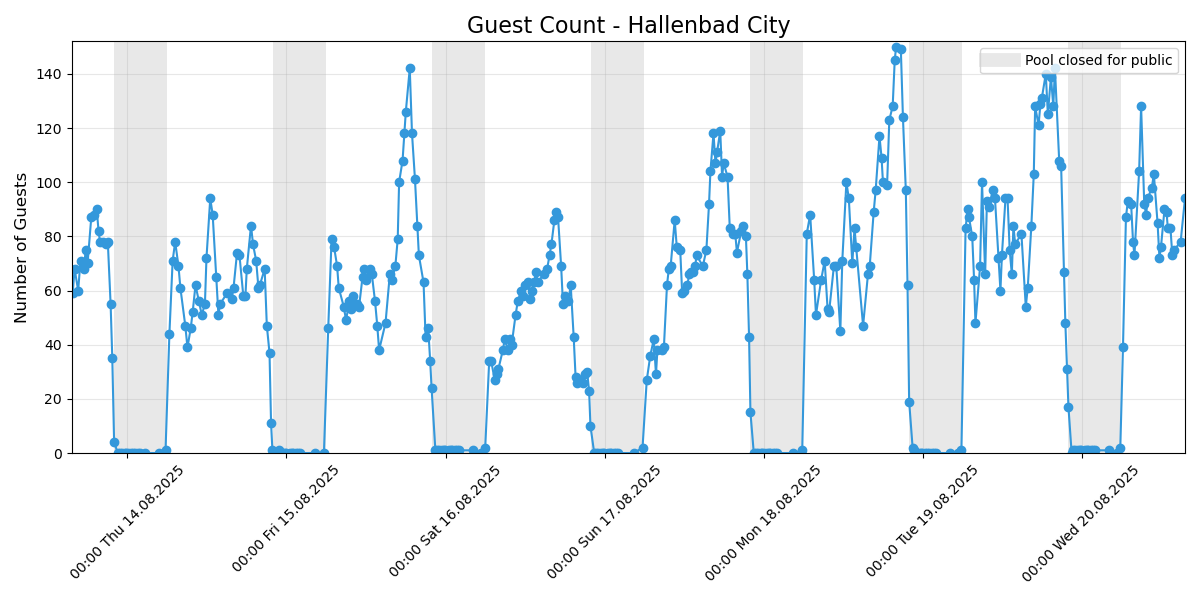 Guest Count - Hallenbad City
Pool closed for public
Number of Guests
140
120
100
80
60
40
20
0
00:00 Thu 14.08.2025
00:00 Fri 15.08.2025
00:00 Sat 16.08.2025
00:00 Sun 17.08.2025
00:00 Mon 18.08.2025
00:00 Tue 19.08.2025
00:00 Wed 20.08.2025